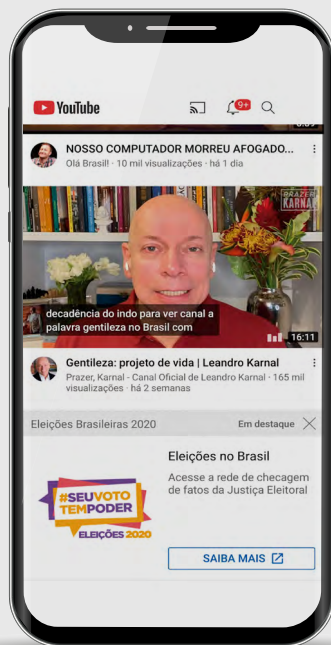 YouTube
9+
NOSSO COMPUTADOR MORREU AFOGADO...
Olá Brasil! · 10 mil visualizações · há 1 dia
PRAZER
KARNAL
decadência do indo para ver canal a
palavra gentileza no Brasil com
16:11
Gentileza: projeto de vida | Leandro Karnal
Prazer, Karnal - Canal Oficial de Leandro Karnal · 165 mil
visualizações · há 2 semanas
Eleições Brasileiras 2020
Em destaque
Eleições no Brasil
Acesse a rede de checagem
de fatos da Justiça Eleitoral
#SEUVOTO
TEMPODER
ELEIÇÕES 2020
SAIBA MAIS